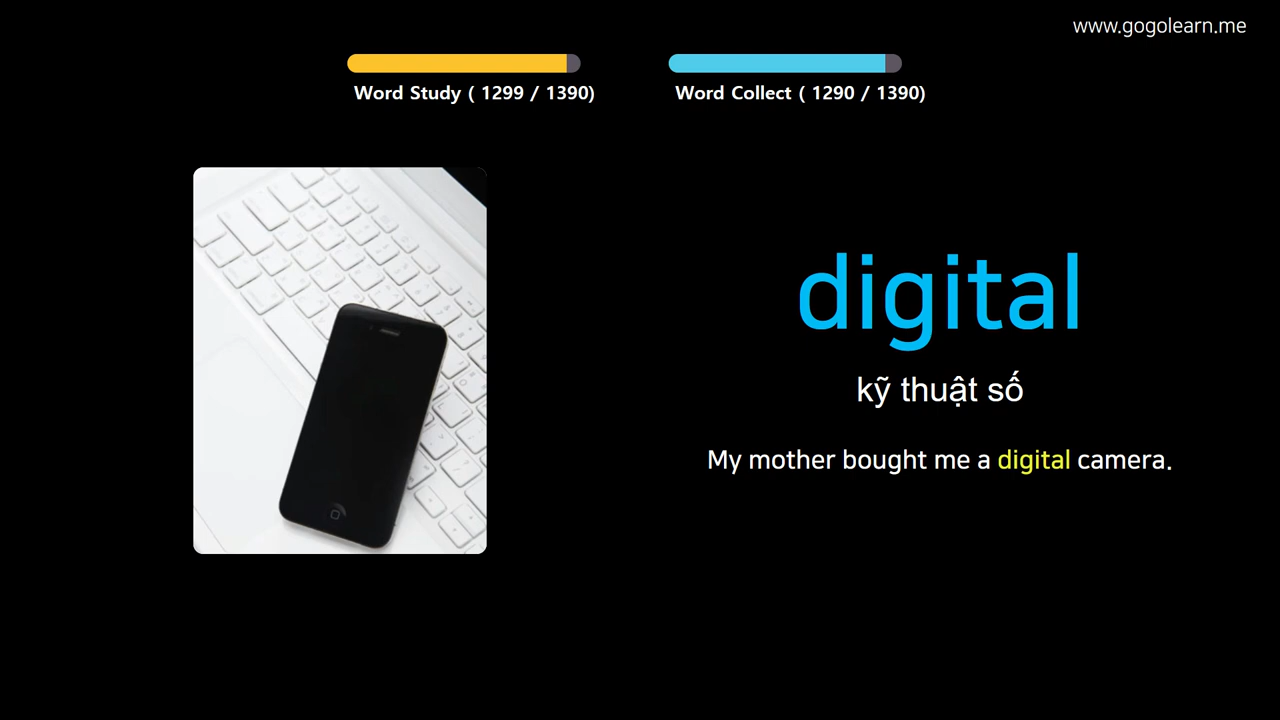 www.gogolearn.me
Word Study ( 1299 / 1390)
Word Collect ( 1290 / 1390)
digital
kỹ thuật số
My mother bought me a digital camera.